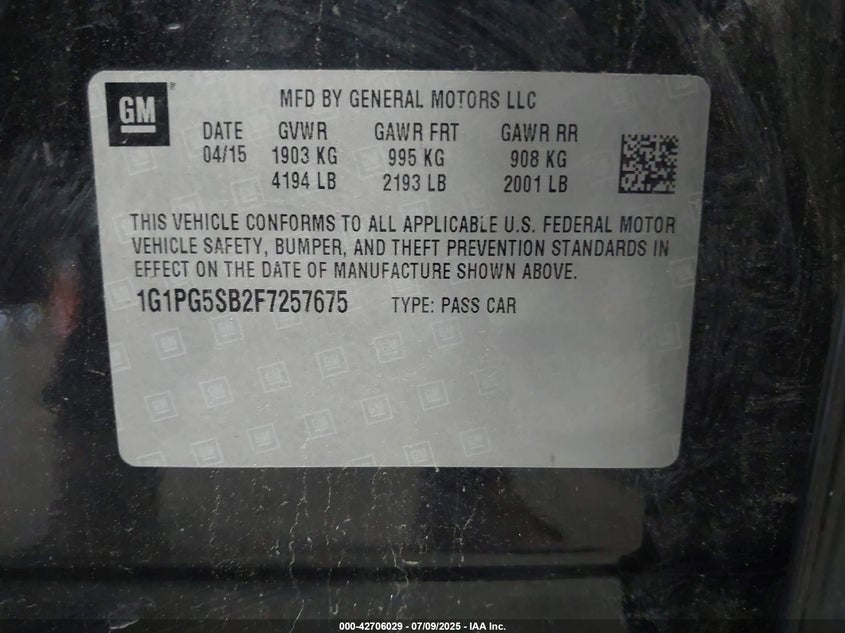 GM
MFD BY GENERAL MOTORS LLC
DATE GVWR GAWR FRT GAWR RR
04/15 1903 KG 995 KG 908 KG
4194 LB 2193 LB 2001 LB
THIS VEHICLE CONFORMS TO ALL APPLICABLE U.S. FEDERAL MOTOR
VEHICLE SAFETY, BUMPER, AND THEFT PREVENTION STANDARDS IN
EFFECT ON THE DATE OF MANUFACTURE SHOWN ABOVE.
1G1PG5SB2F7257675 TYPE: PASS CAR
000-42706029 / 07/09/2025 - IAA Inc.